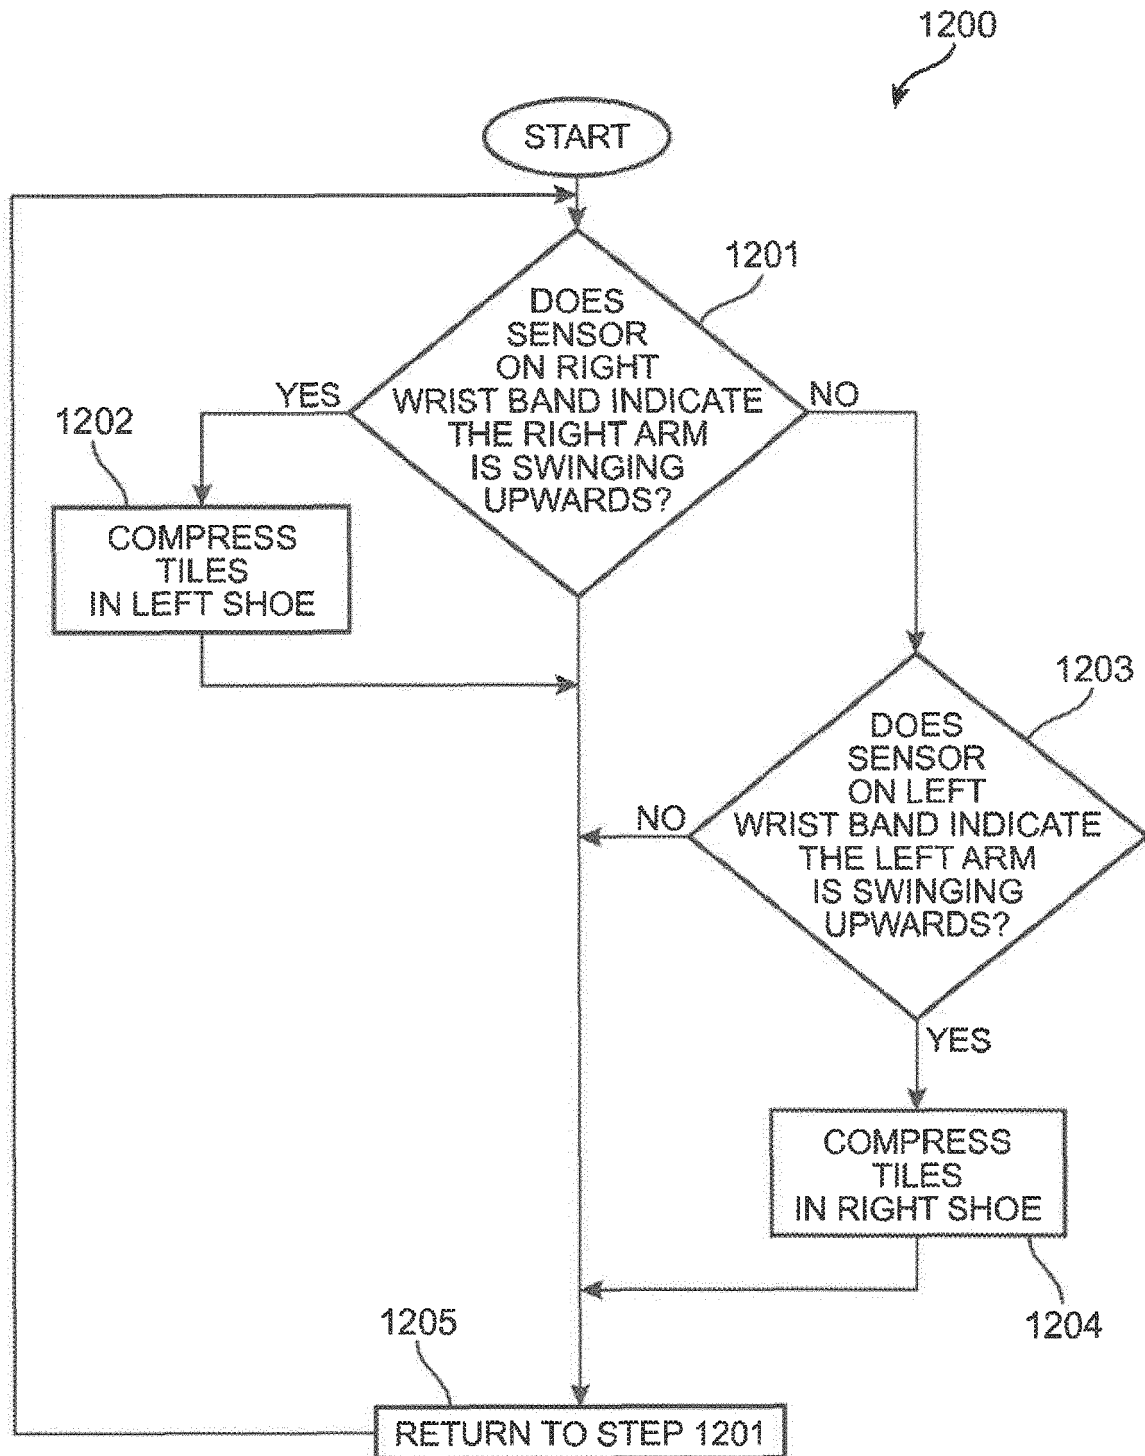 1200
START
1201
DOES
SENSOR
ON RIGHT
WRIST BAND INDICATE
THE RIGHT ARM
IS SWINGING
UPWARDS?
YES
NO
1202
COMPRESS
TILES
IN LEFT SHOE
1203
DOES
SENSOR
ON LEFT
WRIST BAND INDICATE
THE LEFT ARM
IS SWINGING
UPWARDS?
NO
YES
COMPRESS
TILES
IN RIGHT SHOE
1204
1205
RETURN TO STEP 1201